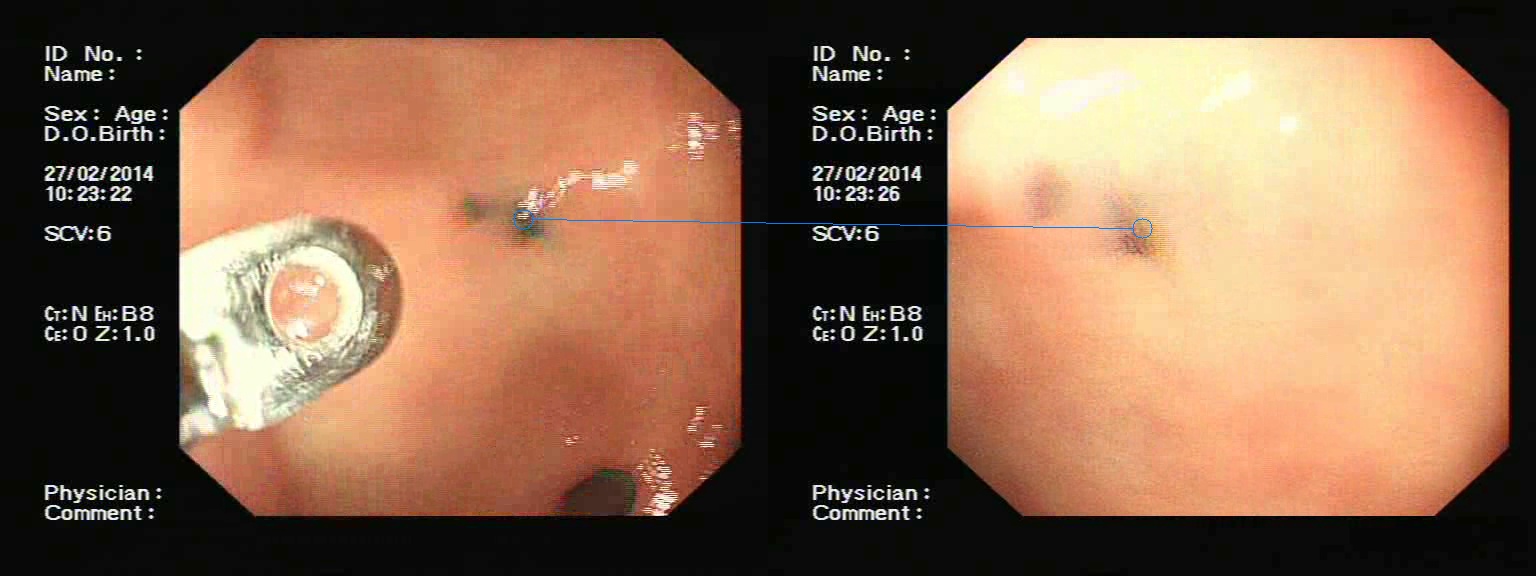 ID No. :
Name:
Sex: Age:
D.O.Birth:
27/02/2014
10:23:22
SCV:6
CT:N EH:B8
CE:0 Z:1.0
Physician:
Comment:
ID No. :
Name:
Sex: Age:
D.O.Birth:
27/02/2014
10:23:26
SCV:6
CT:N EH:B8
CE:0 Z:1.0
Physician:
Comment: